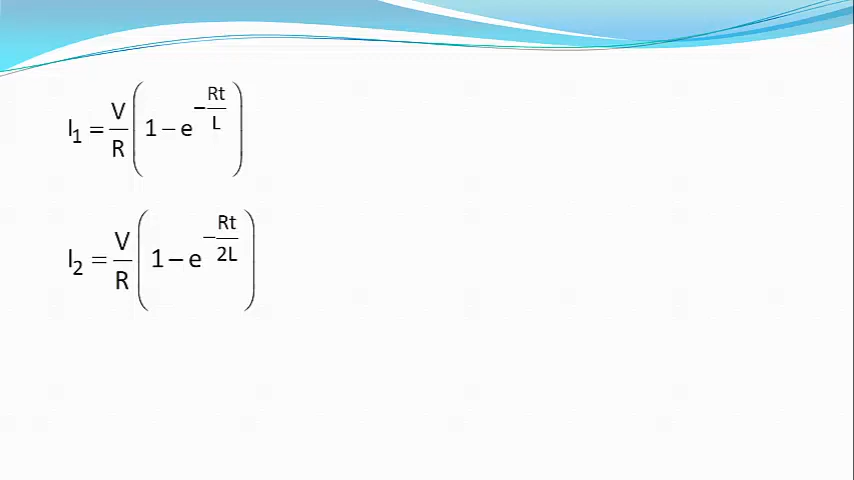 I₁ = V/R (1 − e^(−Rt/L))
I₂ = V/R (1 − e^(−Rt/2L))